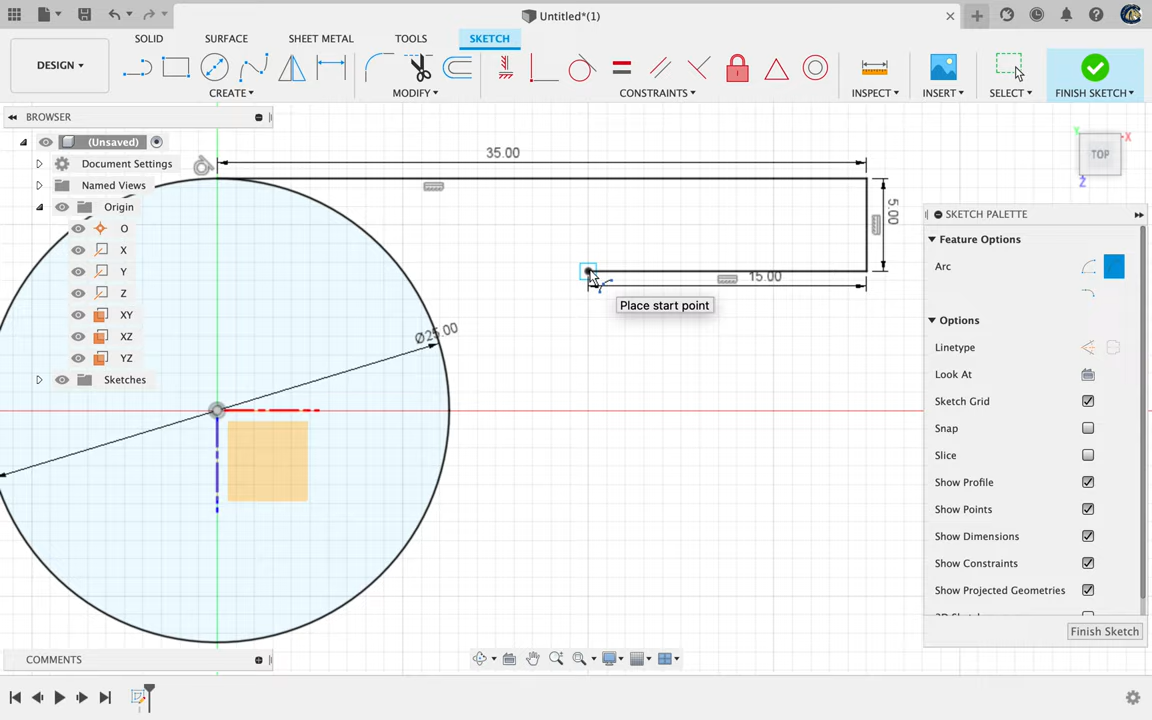 Untitled*(1)
SOLID
SURFACE
SHEET METAL
TOOLS
SKETCH
DESIGN
CREATE
MODIFY
CONSTRAINTS
INSPECT
INSERT
SELECT
FINISH SKETCH
BROWSER
(Unsaved)
Document Settings
Named Views
Origin
O
X
Y
Z
XY
XZ
YZ
Sketches
35.00
5.00
15.00
Ø25.00
Place start point
Y
X
Z
TOP
SKETCH PALETTE
Feature Options
Arc
Options
Linetype
Look At
Sketch Grid
Snap
Slice
Show Profile
Show Points
Show Dimensions
Show Constraints
Show Projected Geometries
Finish Sketch
COMMENTS